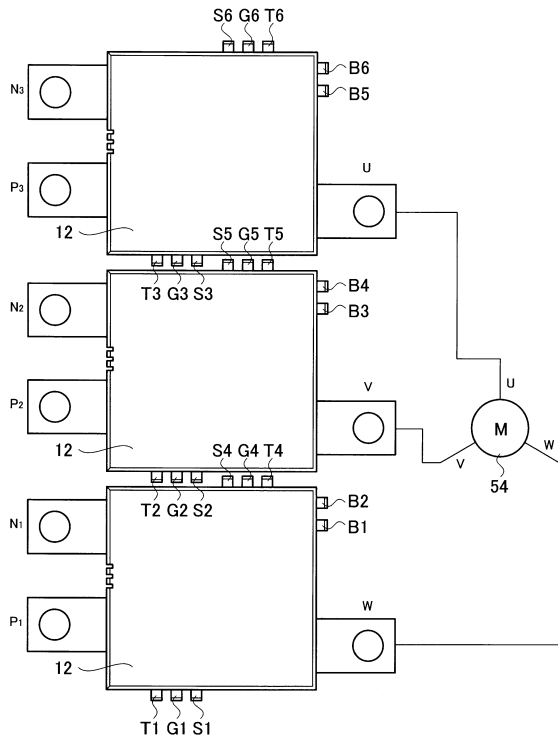 S6 G6 T6
B6
N3
B5
P3
U
12
S5 G5 T5
T3 G3 S3
B4
N2
B3
P2
V
U
M
W
V
54
12
S4 G4 T4
T2 G2 S2
B2
N1
B1
P1
W
12
T1 G1 S1